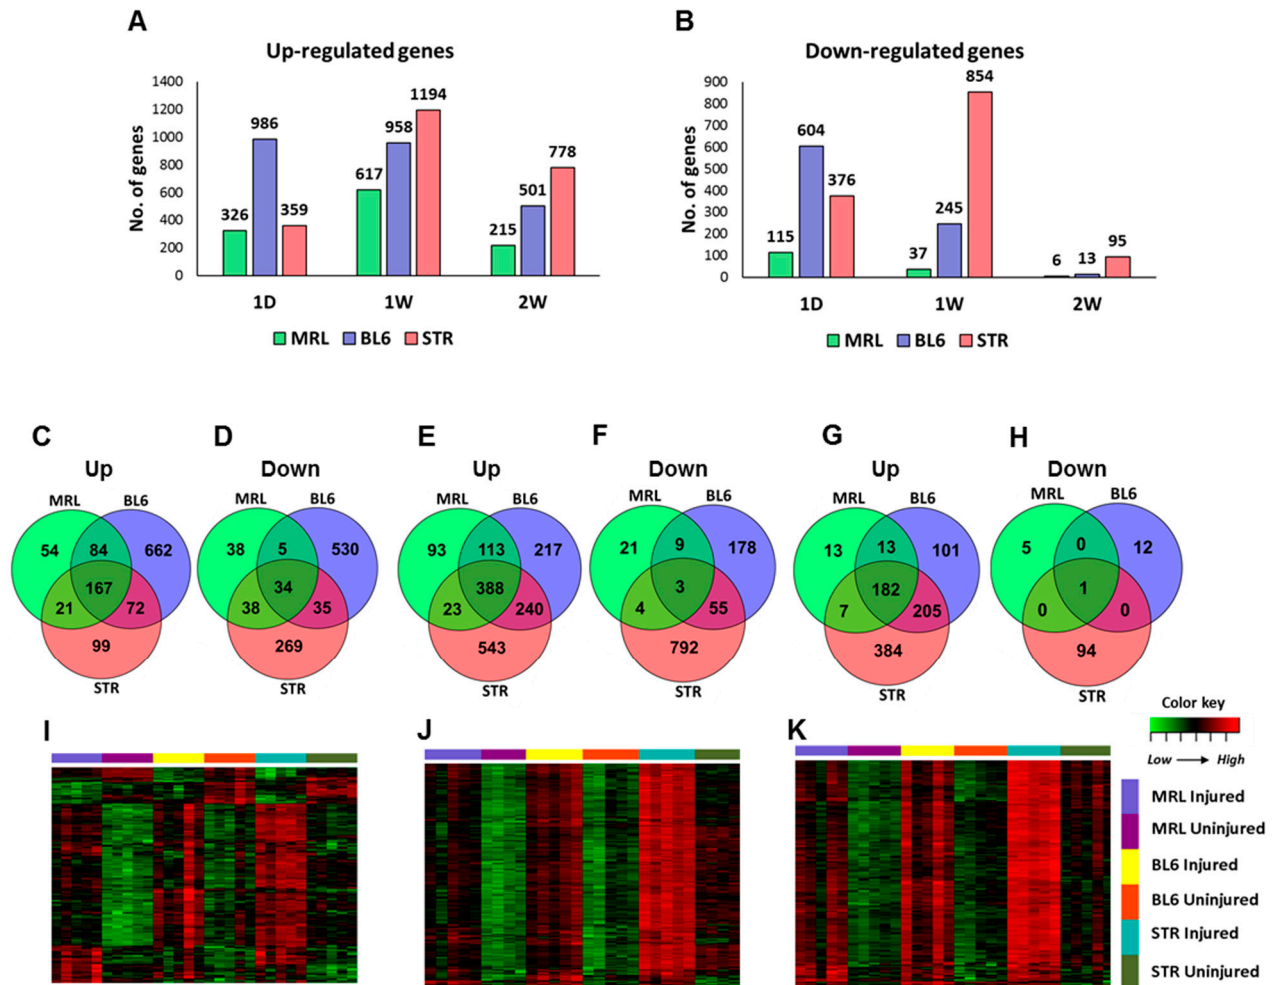 A
Up-regulated genes
No. of genes
1400
1200
1000
800
600
400
200
0
326
986
359
617
958
1194
215
501
778
1D 1W 2W
MRL BL6 STR
B
Down-regulated genes
No. of genes
900
800
700
600
500
400
300
200
100
0
115
604
376
37
245
854
6
13
95
1D 1W 2W
MRL BL6 STR
C
Up
MRL BL6
54 84 662
167
21 72
99
STR
D
Down
MRL BL6
38 5 530
34
38 35
269
STR
E
Up
MRL BL6
93 113 217
388
23 240
543
STR
F
Down
MRL BL6
21 9 178
3
4 55
792
STR
G
Up
MRL BL6
13 13 101
182
7 205
384
STR
H
Down
MRL BL6
5 0 12
1
0 0
94
STR
I
J
K
Color key
Low High
MRL Injured
MRL Uninjured
BL6 Injured
BL6 Uninjured
STR Injured
STR Uninjured